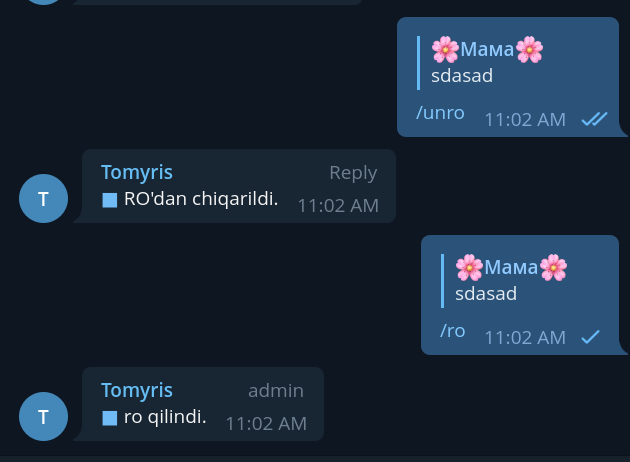 🌸Мама🌸
sdasad
/unro 11:02 AM
Tomyris Reply
T
RO'dan chiqarildi. 11:02 AM
🌸Мама🌸
sdasad
/ro 11:02 AM
Tomyris admin
T
ro qilindi. 11:02 AM